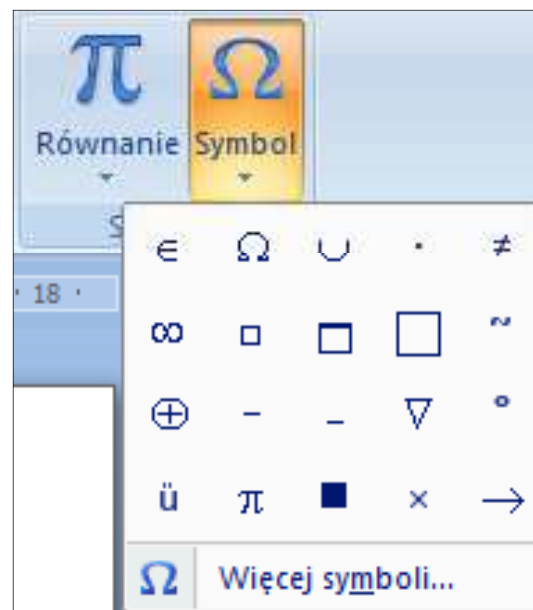 π Ω
Równanie Symbol
S
18
∈ Ω ∪ · ≠
∞ □ □ ~
⊕ − _ ▽ °
ü π ■ × →
Ω Więcej symboli...